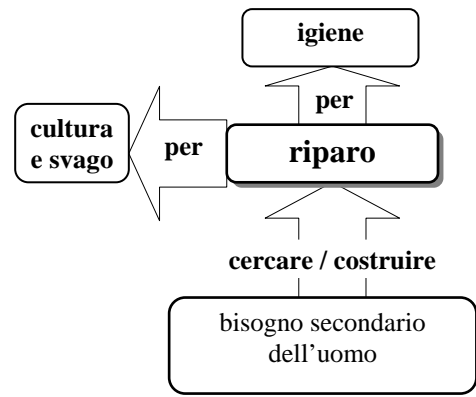 igiene
per
cultura
e svago
per
riparo
cercare / costruire
bisogno secondario
dell'uomo